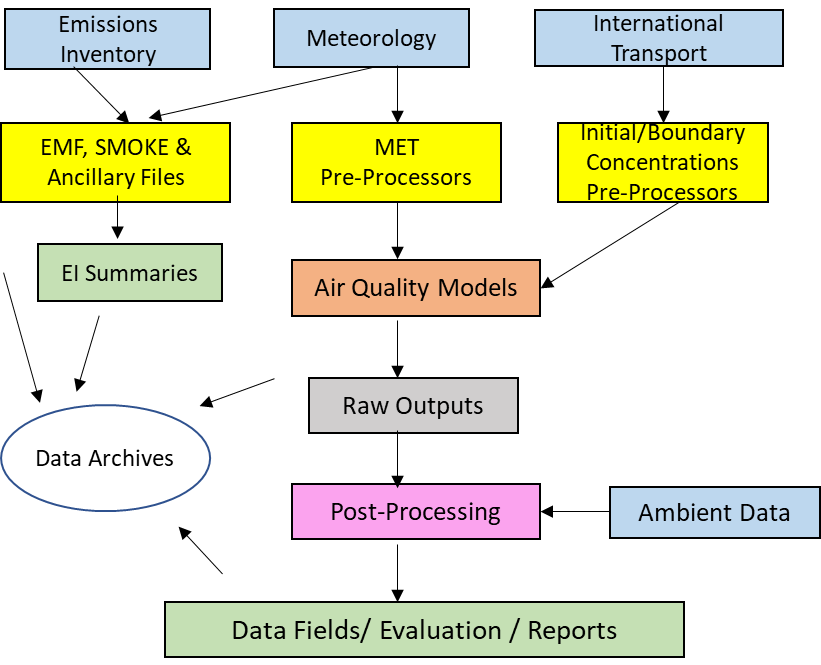 Emissions
Inventory
Meteorology
International
Transport
EMF, SMOKE &
Ancillary Files
MET
Pre-Processors
Initial/Boundary
Concentrations
Pre-Processors
EI Summaries
Air Quality Models
Raw Outputs
Data Archives
Post-Processing
Ambient Data
Data Fields/ Evaluation / Reports